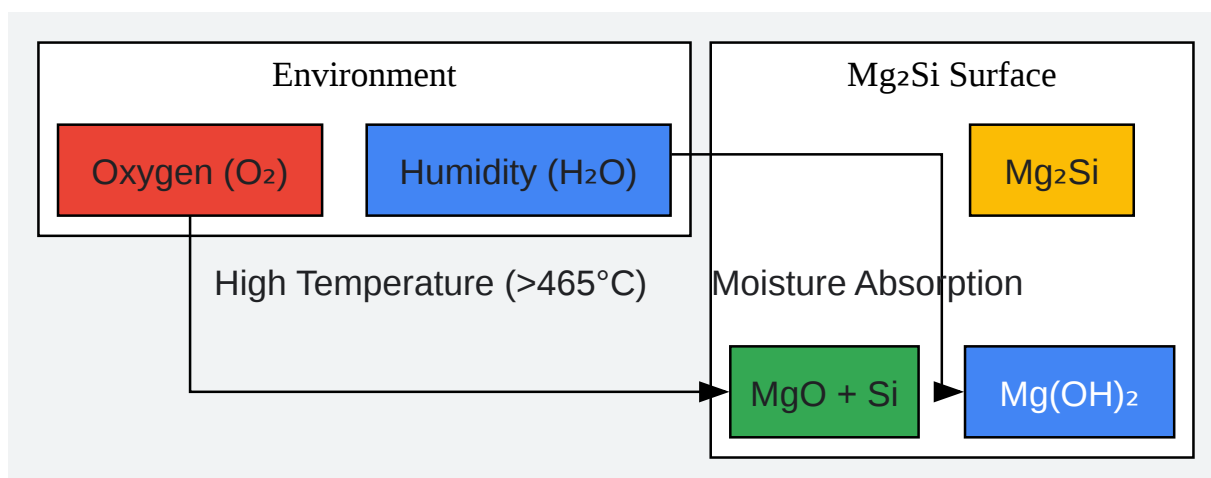 Environment
Mg₂Si Surface
Oxygen (O₂)
Humidity (H₂O)
Mg₂Si
High Temperature (>465°C)
Moisture Absorption
MgO + Si
Mg(OH)₂